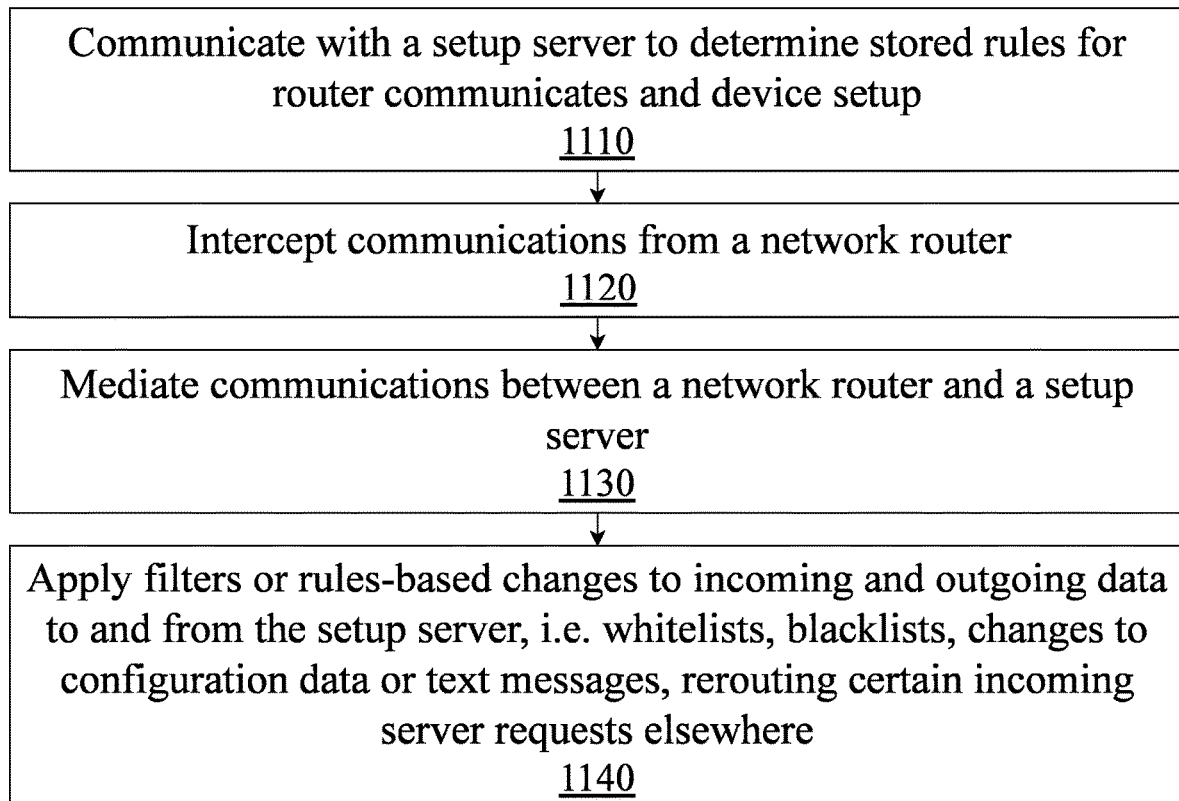 Communicate with a setup server to determine stored rules for
router communicates and device setup
1110
Intercept communications from a network router
1120
Mediate communications between a network router and a setup
server
1130
Apply filters or rules-based changes to incoming and outgoing data
to and from the setup server, i.e. whitelists, blacklists, changes to
configuration data or text messages, rerouting certain incoming
server requests elsewhere
1140